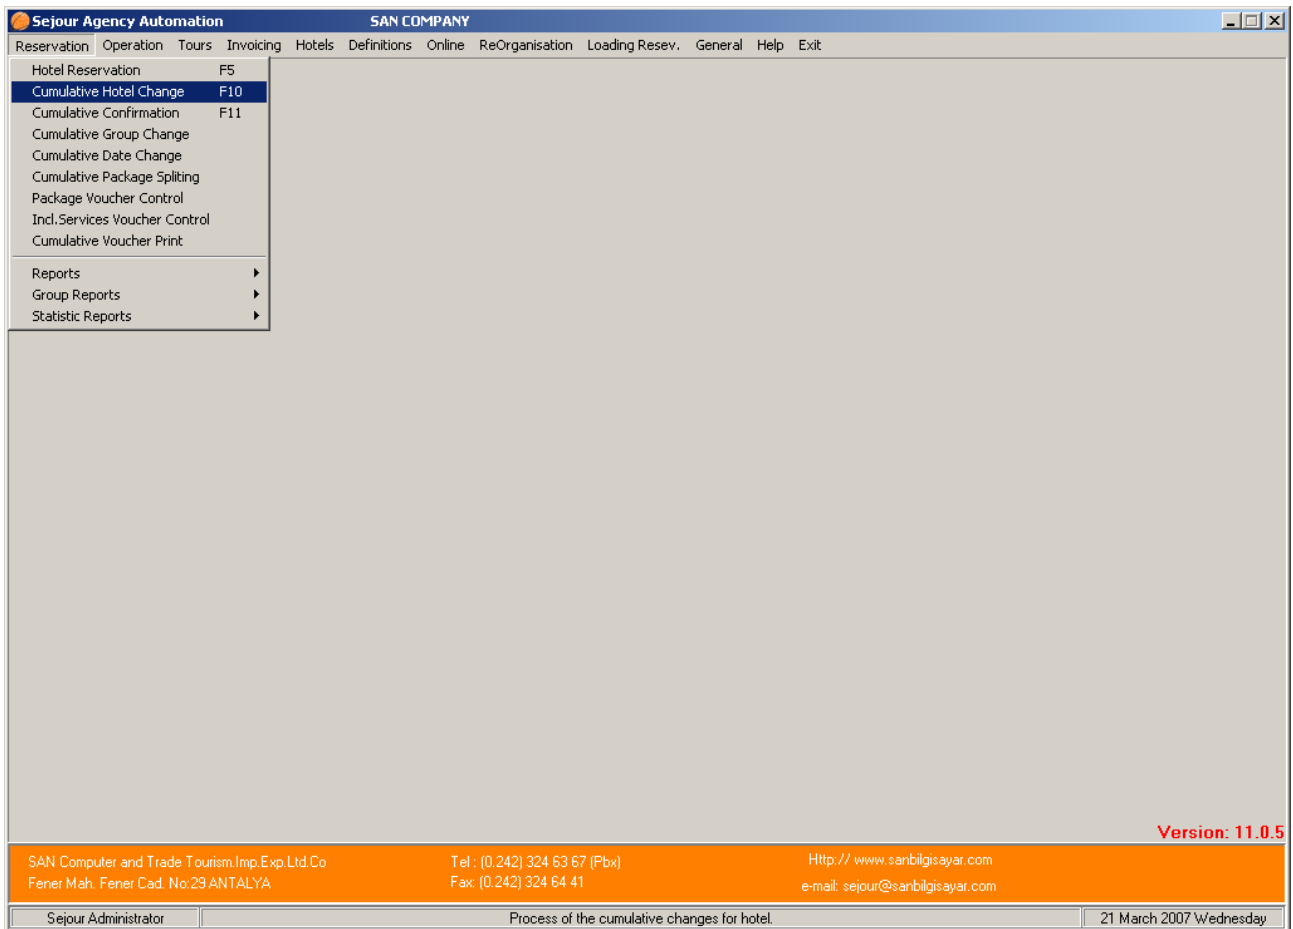 Sejour Agency Automation SAN COMPANY
Reservation Operation Tours Invoicing Hotels Definitions Online ReOrganisation Loading Resev. General Help Exit
Hotel Reservation F5
Cumulative Hotel Change F10
Cumulative Confirmation F11
Cumulative Group Change
Cumulative Date Change
Cumulative Package Spliting
Package Voucher Control
Incl.Services Voucher Control
Cumulative Voucher Print
Reports
Group Reports
Statistic Reports
Version: 11.0.5
SAN Computer and Trade Tourism.Imp.Exp.Ltd.Co Tel : (0.242) 324 63 67 (Pbx) Http:// www.sanbilgisayar.com
Fener Mah. Fener Cad. No:29 ANTALYA Fax: (0.242) 324 64 41 e-mail: sejour@sanbilgisayar.com
Sejour Administrator Process of the cumulative changes for hotel. 21 March 2007 Wednesday